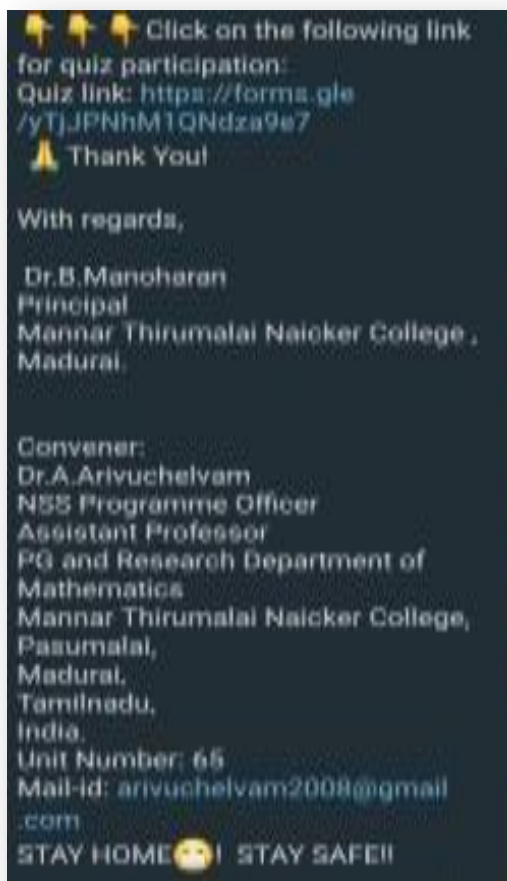 👇 👇 👇 Click on the following link
for quiz participation:
Quiz link: https://forms.gle
/yTjJPNhM1QNdza9e7
🙏 Thank You!
With regards,
Dr.B.Manoharan
Principal
Mannar Thirumalai Naicker College ,
Madurai.
Convener:
Dr.A.Arivuchelvam
NSS Programme Officer
Assistant Professor
PG and Research Department of
Mathematics
Mannar Thirumalai Naicker College,
Pasumalai,
Madurai,
Tamilnadu,
India.
Unit Number: 65
Mail-id: arivuchelvam2008@gmail
.com
STAY HOME😷! STAY SAFE!!